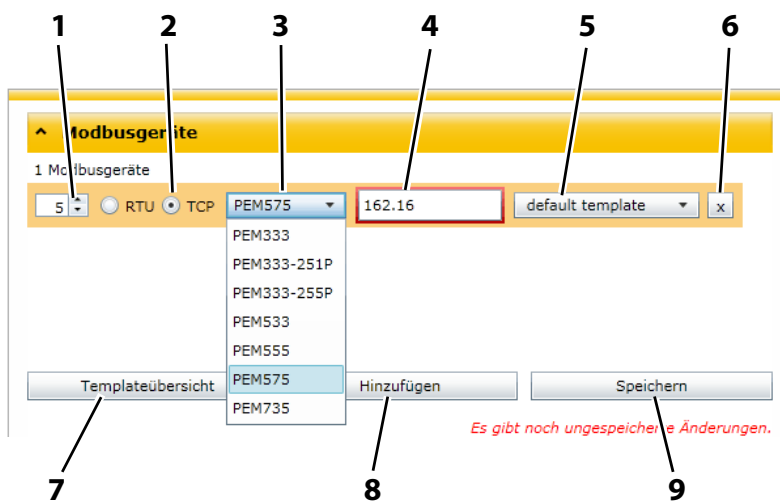 1 2 3 4 5 6
Modbusgeräte
1 Modbusgeräte
5 RTU TCP PEM575 162.16 default template x
PEM333
PEM333-251P
PEM333-255P
PEM533
PEM555
PEM575
PEM735
Templateübersicht Hinzufügen Speichern
Es gibt noch ungespeicherte Änderungen.
7 8 9